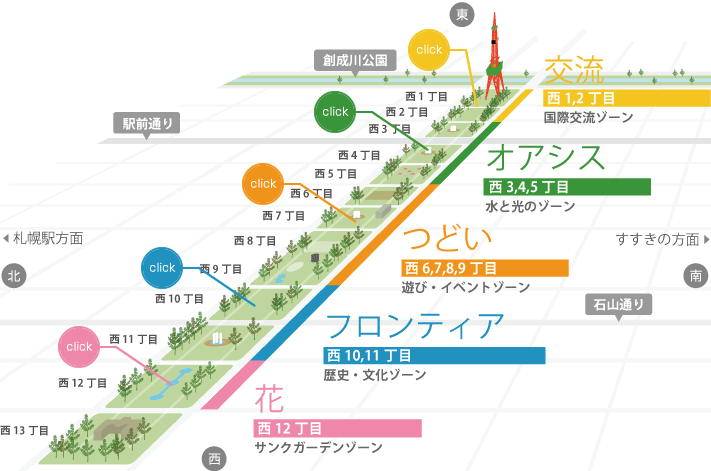 東
click
創成川公園
交流
西 1,2 丁目
国際交流ゾーン
西 1 丁目
西 2 丁目
西 3 丁目
click
駅前通り
オアシス
西 3,4,5 丁目
水と光のゾーン
西 4 丁目
西 5 丁目
西 6 丁目
click
西 7 丁目
つどい
西 6,7,8,9 丁目
遊び・イベントゾーン
札幌駅方面
すすきの方面
西 8 丁目
北
南
click
西 9 丁目
西 10 丁目
石山通り
フロンティア
西 10,11 丁目
歴史・文化ゾーン
西 11 丁目
click
西 12 丁目
花
西 12 丁目
サンクガーデンゾーン
西 13 丁目
西